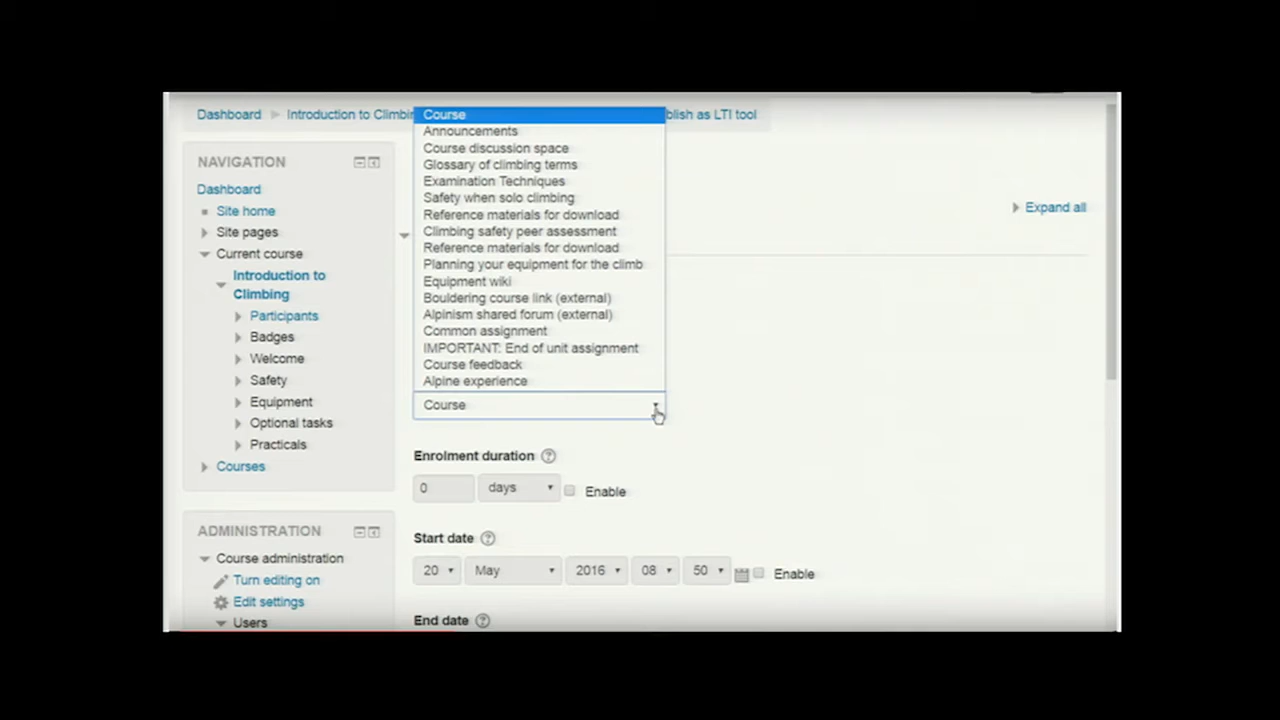 Dashboard Introduction to Climbin blish as LTI tool
NAVIGATION
Dashboard
Site home
Site pages
Current course
Introduction to
Climbing
Participants
Badges
Welcome
Safety
Equipment
Optional tasks
Practicals
Courses
ADMINISTRATION
Course administration
Turn editing on
Edit settings
Users
Course
Announcements
Course discussion space
Glossary of climbing terms
Examination Techniques
Safety when solo climbing
Reference materials for download
Climbing safety peer assessment
Reference materials for download
Planning your equipment for the climb
Equipment wiki
Bouldering course link (external)
Alpinism shared forum (external)
Common assignment
IMPORTANT: End of unit assignment
Course feedback
Alpine experience
Course
Expand all
Enrolment duration ?
0 days Enable
Start date ?
20 May 2016 08 50 Enable
End date ?